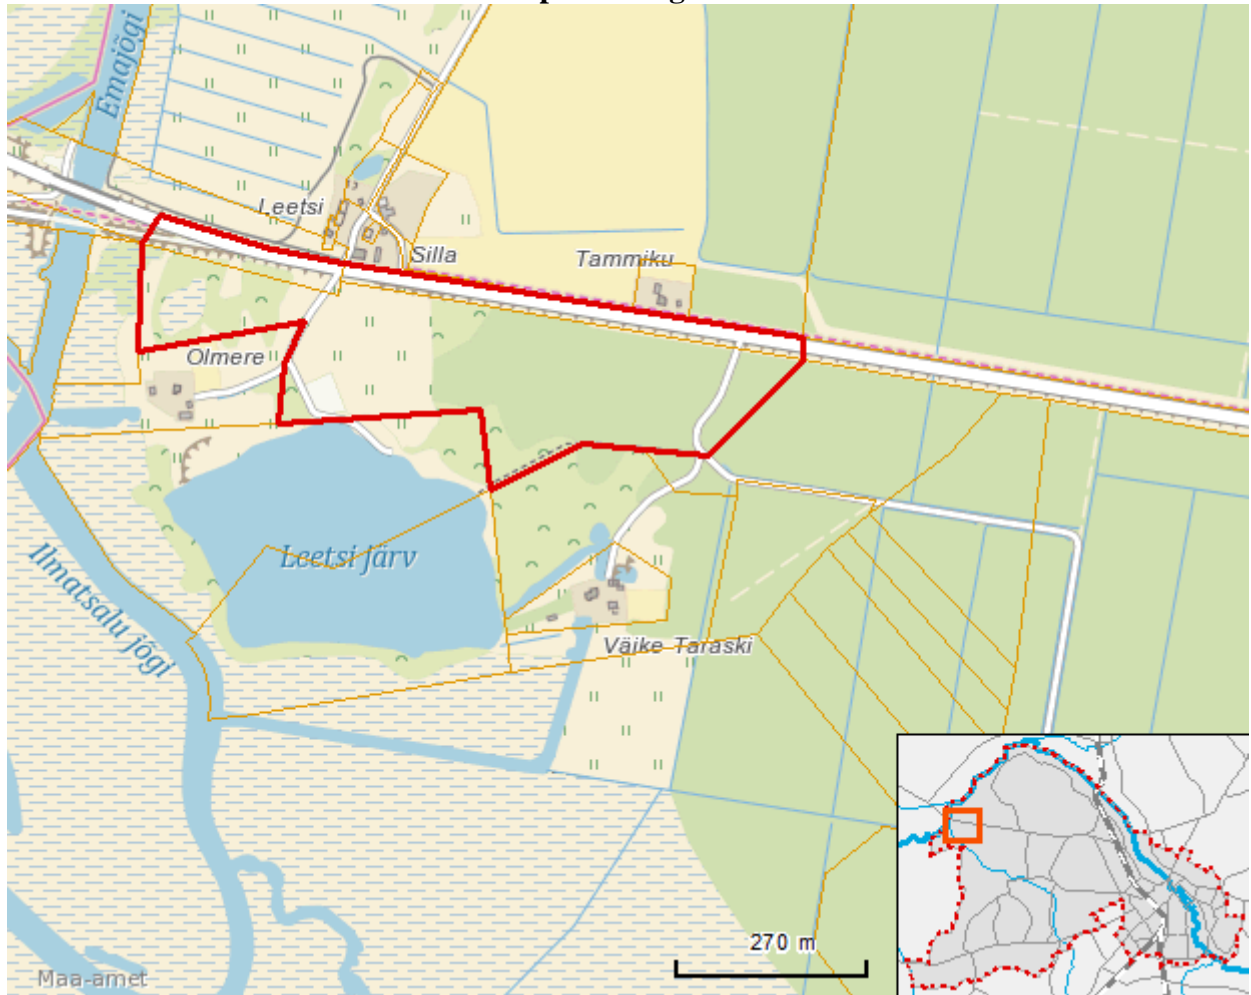 Emajõgi
Leetsi
Silla
Tammiku
Olmere
Leetsi järv
Ilmatsalu jõgi
Väike Taraski
270 m
Maa-amet